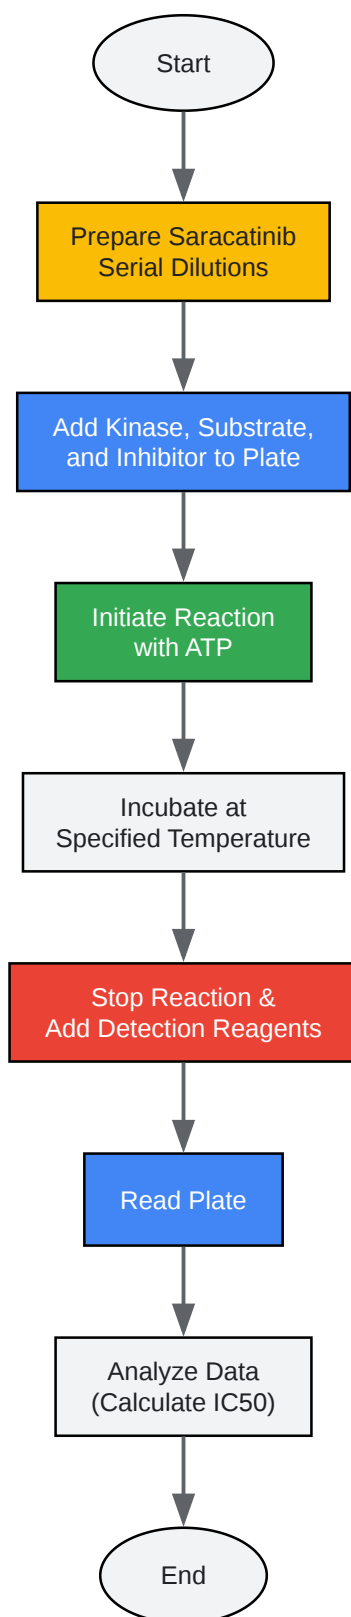 Start
Prepare Saracatinib
Serial Dilutions
Add Kinase, Substrate,
and Inhibitor to Plate
Initiate Reaction
with ATP
Incubate at
Specified Temperature
Stop Reaction &
Add Detection Reagents
Read Plate
Analyze Data
(Calculate IC50)
End